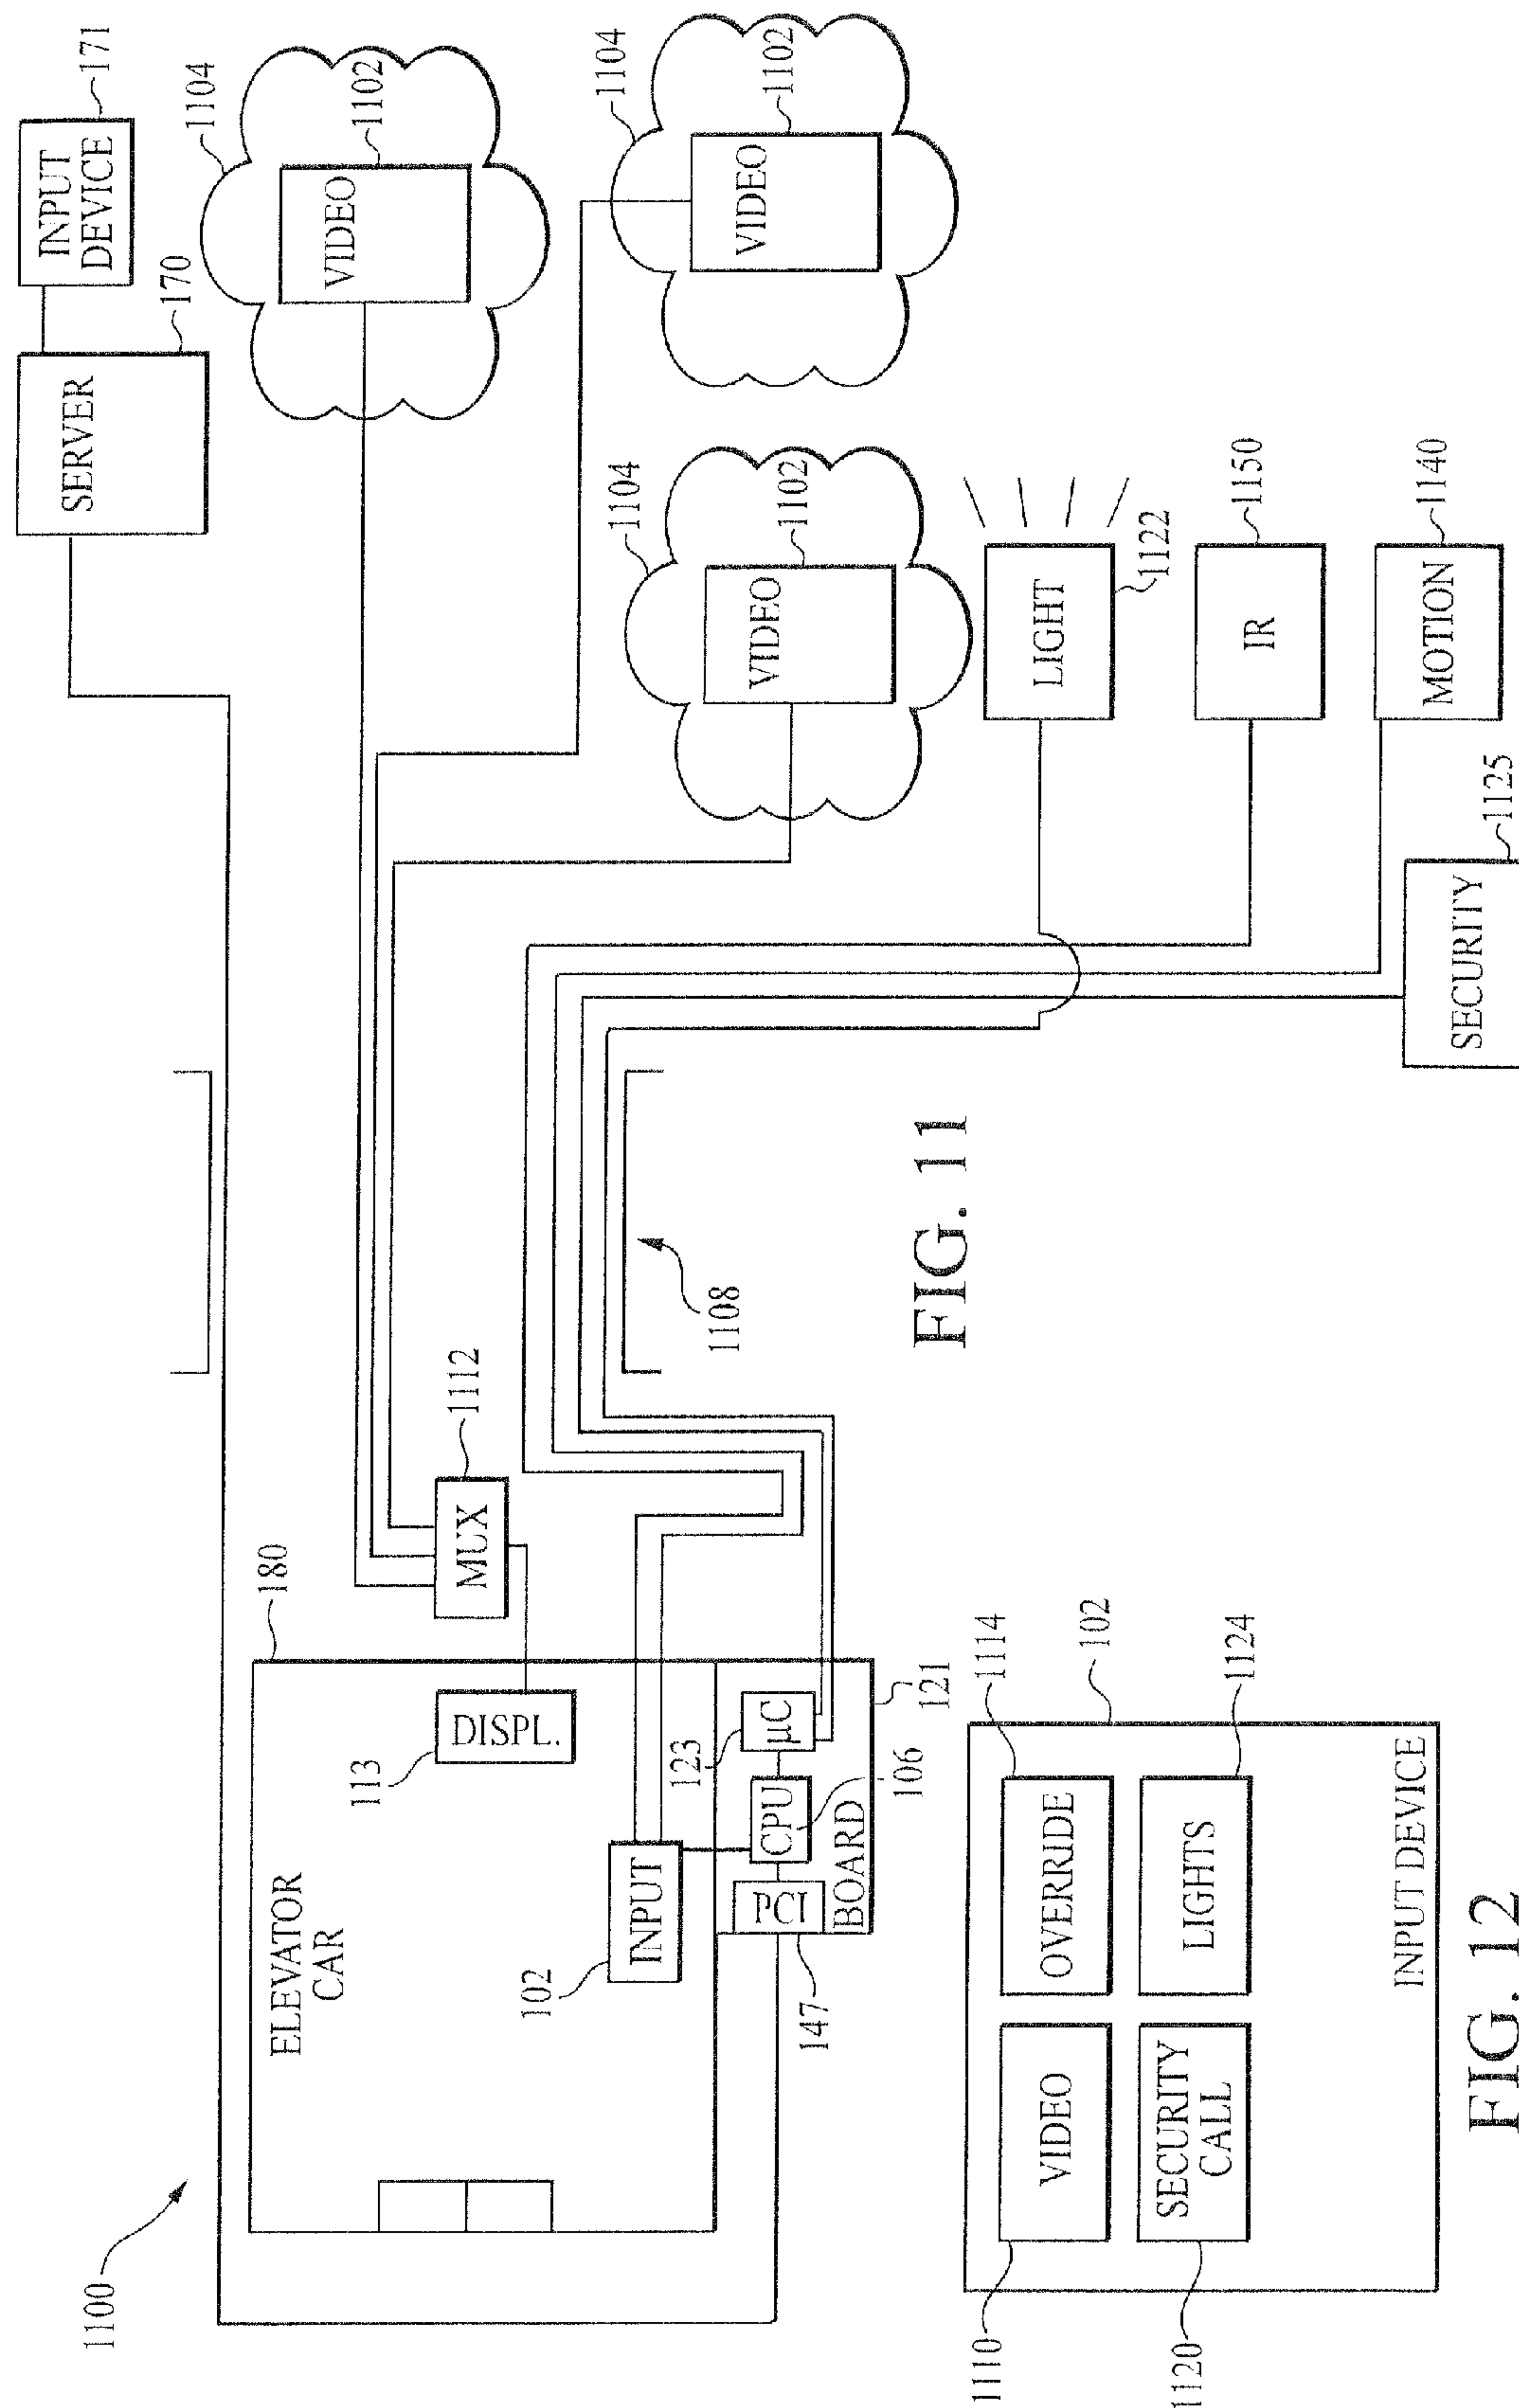 1100
ELEVATOR
CAR
180
113
DISPL.
102
INPUT
123
µC
CPU
106
147
BOARD
121
MUX
1112
1108
SERVER
170
INPUT
DEVICE
171
1104
VIDEO
1102
1104
VIDEO
1102
1104
VIDEO
1102
LIGHT
1122
IR
1150
MOTION
1140
SECURITY
1125
FIG. 11
1110
VIDEO
OVERRIDE
1114
102
1120
SECURITY
CALL
LIGHTS
1124
INPUT DEVICE
FIG. 12